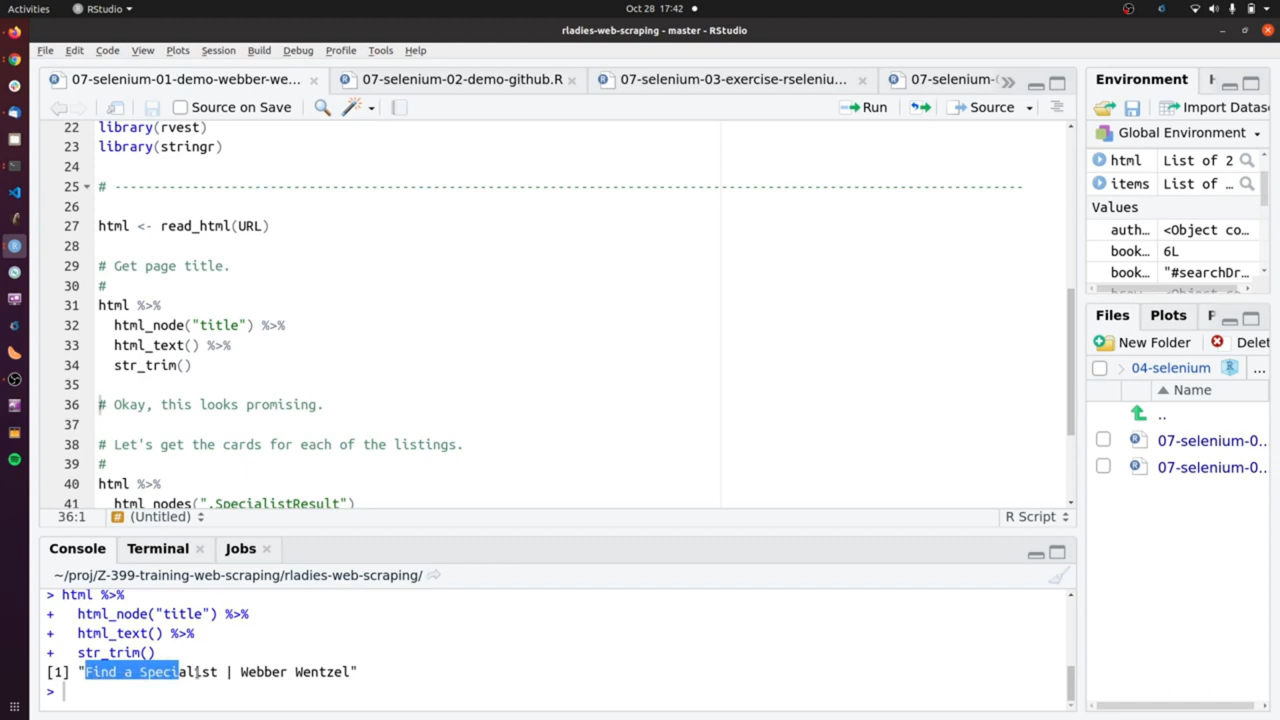 Activities
RStudio
Oct 28 17:42
rladies-web-scraping - master - RStudio
File Edit Code View Plots Session Build Debug Profile Tools Help
07-selenium-01-demo-webber-we... 07-selenium-02-demo-github.R 07-selenium-03-exercise-rseleniu... 07-selenium-(
Source on Save Run Source
22 library(rvest)
23 library(stringr)
24
25 # ---------------------------------------------------------------------------------------------------------------------
26
27 html <- read_html(URL)
28
29 # Get page title.
30 #
31 html %>%
32 html_node("title") %>%
33 html_text() %>%
34 str_trim()
35
36 # Okay, this looks promising.
37
38 # Let's get the cards for each of the listings.
39 #
40 html %>%
41 html_nodes(".SpecialistResult")
36:1 # (Untitled) R Script
Console Terminal Jobs
~/proj/Z-399-training-web-scraping/rladies-web-scraping/
> html %>%
+ html_node("title") %>%
+ html_text() %>%
+ str_trim()
[1] "Find a Specialist | Webber Wentzel"
>
Environment
Import Datas
Global Environment
html List of 2
items List of …
Values
auth… <Object co…
book… 6L
book… "#searchDr…
Files Plots
New Folder Delet
04-selenium ...
Name
..
07-selenium-0..
07-selenium-0..